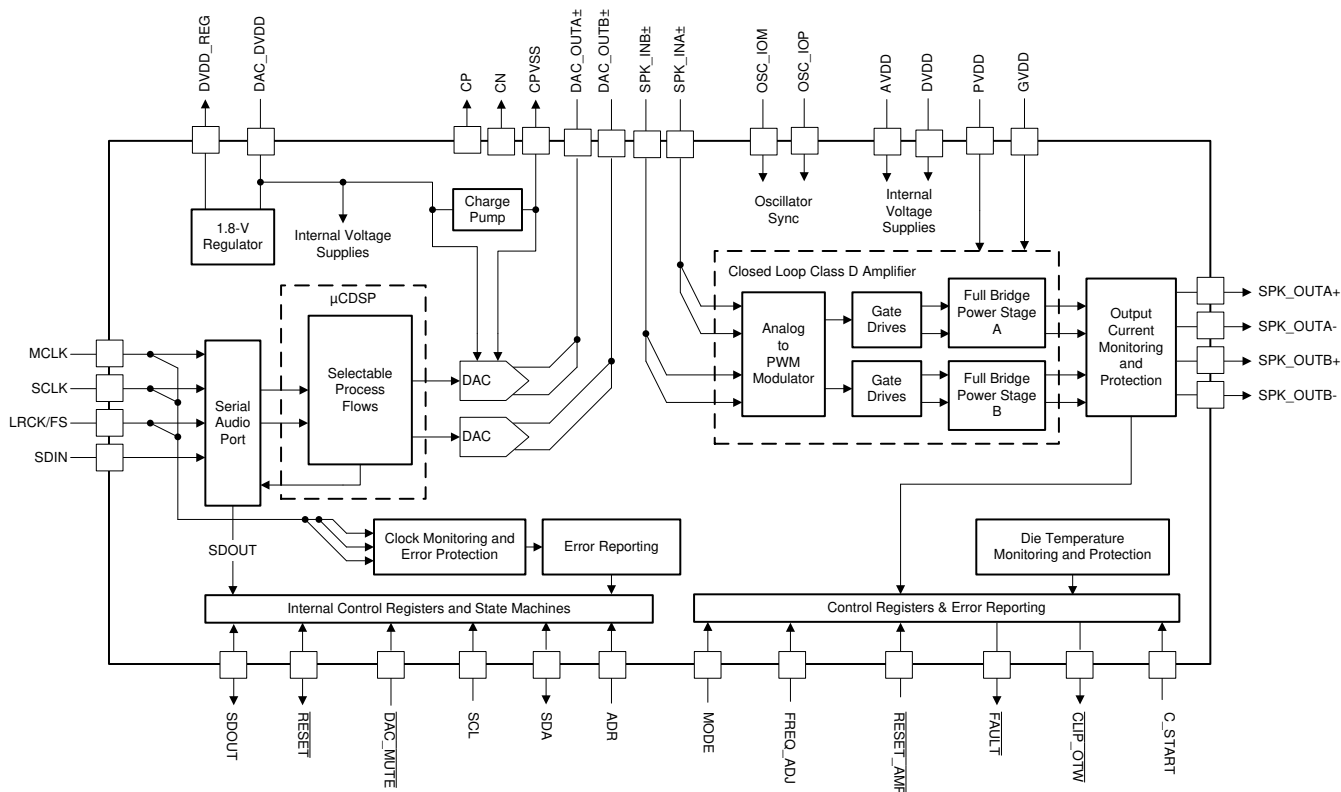 DVDD_REG
DAC_DVDD
CP
CN
CPVSS
DAC_OUTA±
DAC_OUTB±
SPK_INB±
SPK_INA±
OSC_IOM
OSC_IOP
AVDD
DVDD
PVDD
GVDD
1.8-V
Regulator
Internal Voltage
Supplies
Charge
Pump
Oscillator
Sync
Internal
Voltage
Supplies
Closed Loop Class D Amplifier
µCDSP
MCLK
SCLK
LRCK/FS
SDIN
Serial
Audio
Port
Selectable
Process
Flows
DAC
DAC
Analog
to
PWM
Modulator
Gate
Drives
Gate
Drives
Full Bridge
Power Stage
A
Full Bridge
Power Stage
B
Output
Current
Monitoring
and
Protection
SPK_OUTA+
SPK_OUTA-
SPK_OUTB+
SPK_OUTB-
SDOUT
Clock Monitoring and
Error Protection
Error Reporting
Die Temperature
Monitoring and Protection
Internal Control Registers and State Machines
Control Registers & Error Reporting
SDOUT
RESET
DAC_MUTE
SCL
SDA
ADR
MODE
FREQ_ADJ
RESET_AMP
FAULT
CLIP_OTW
C_START